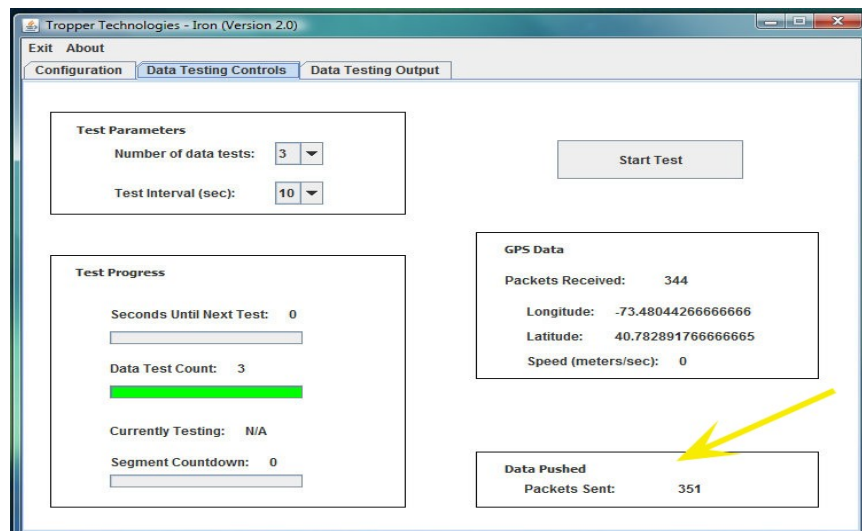 Tropper Technologies - Iron (Version 2.0)
Exit About
Configuration Data Testing Controls Data Testing Output
Test Parameters
Number of data tests: 3
Test Interval (sec): 10
Start Test
Test Progress
Seconds Until Next Test: 0
Data Test Count: 3
Currently Testing: N/A
Segment Countdown: 0
GPS Data
Packets Received: 344
Longitude: -73.48044266666666
Latitude: 40.782891766666665
Speed (meters/sec): 0
Data Pushed
Packets Sent: 351